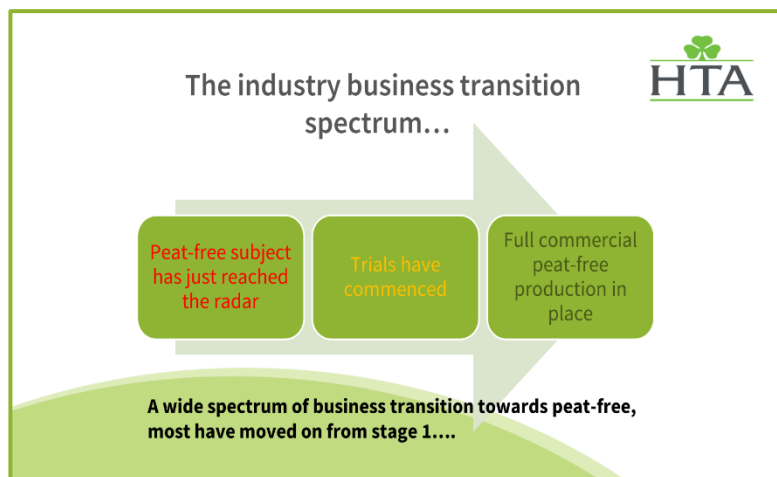 The industry business transition
spectrum…
HTA
Peat-free subject
has just reached
the radar
Trials have
commenced
Full commercial
peat-free
production in
place
A wide spectrum of business transition towards peat-free,
most have moved on from stage 1….